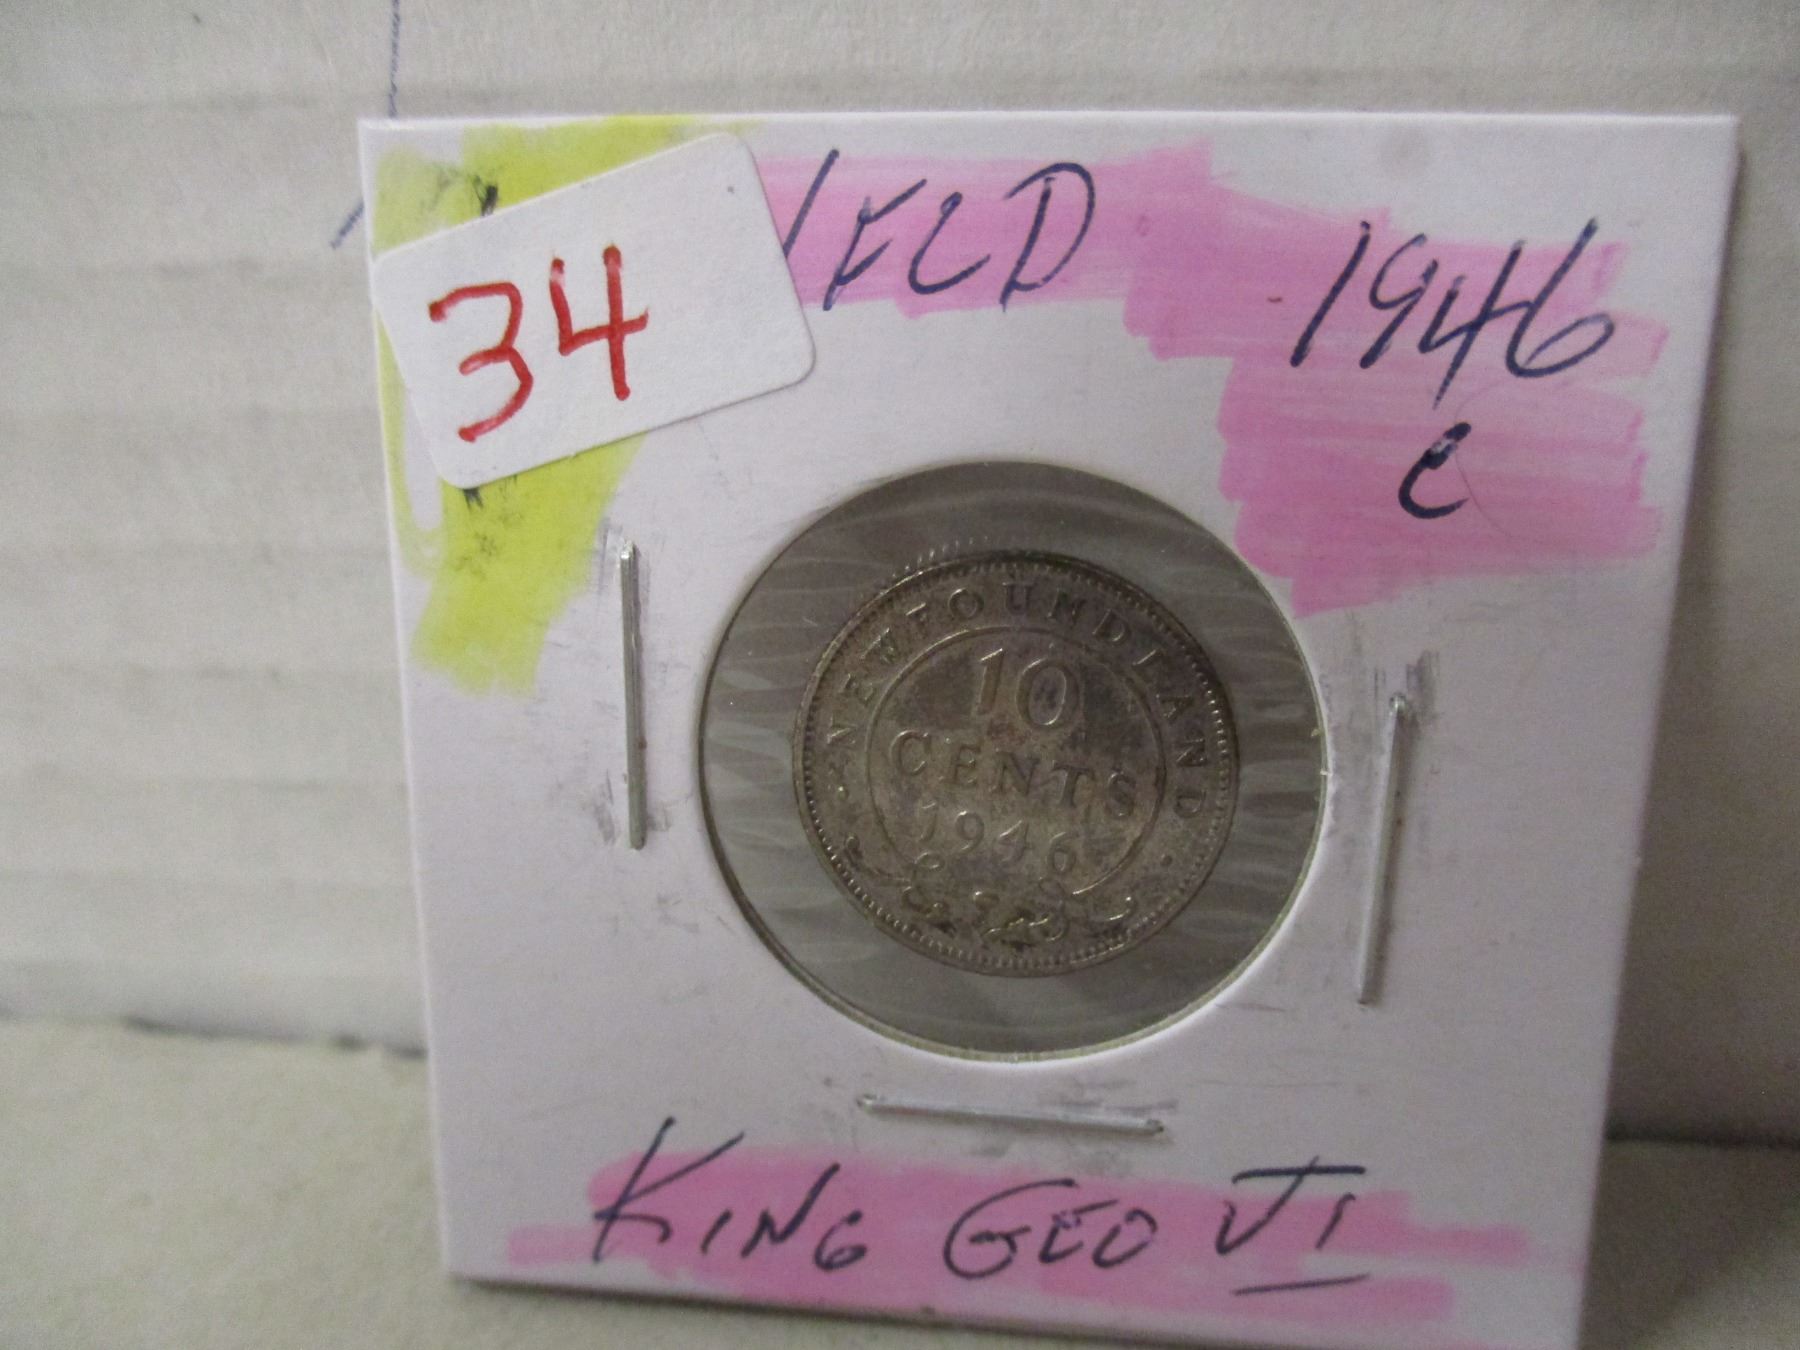 34
NFLD
1946
C
NEWFOUNDLAND
10
CENTS
1946
KING GEO VI